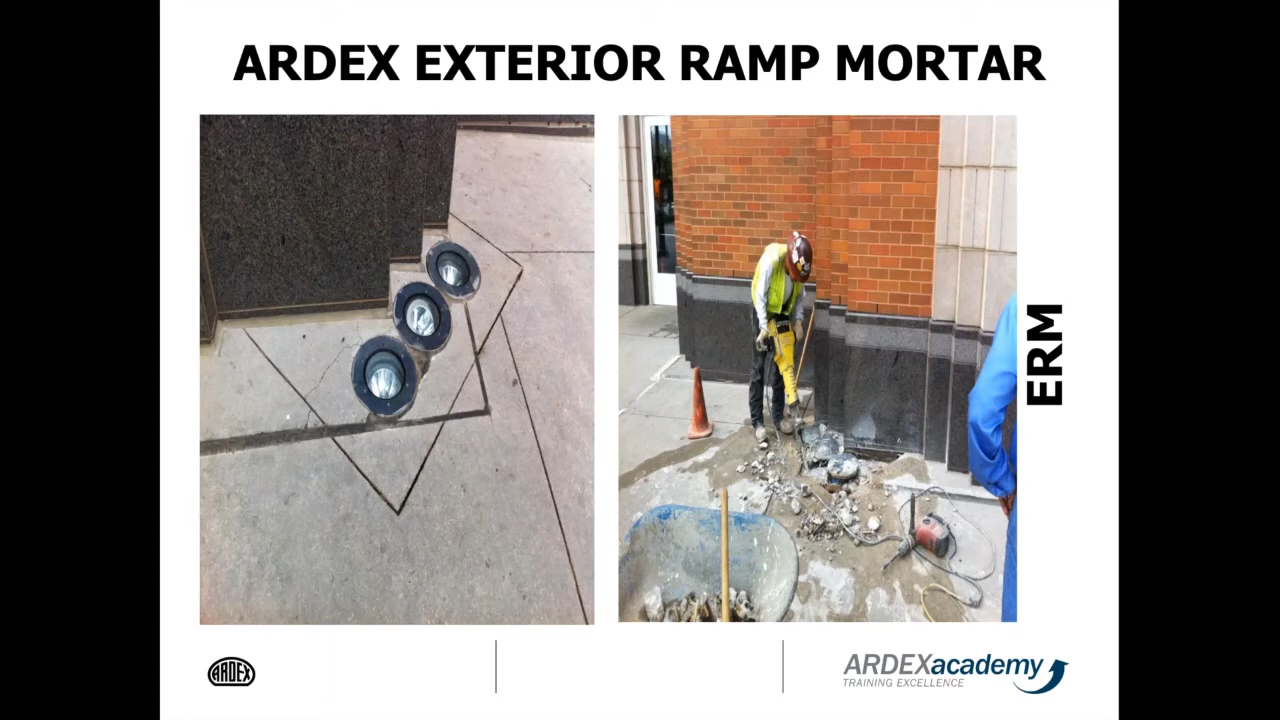 ARDEX EXTERIOR RAMP MORTAR
ERM
ARDEX
ARDEXacademy
TRAINING EXCELLENCE